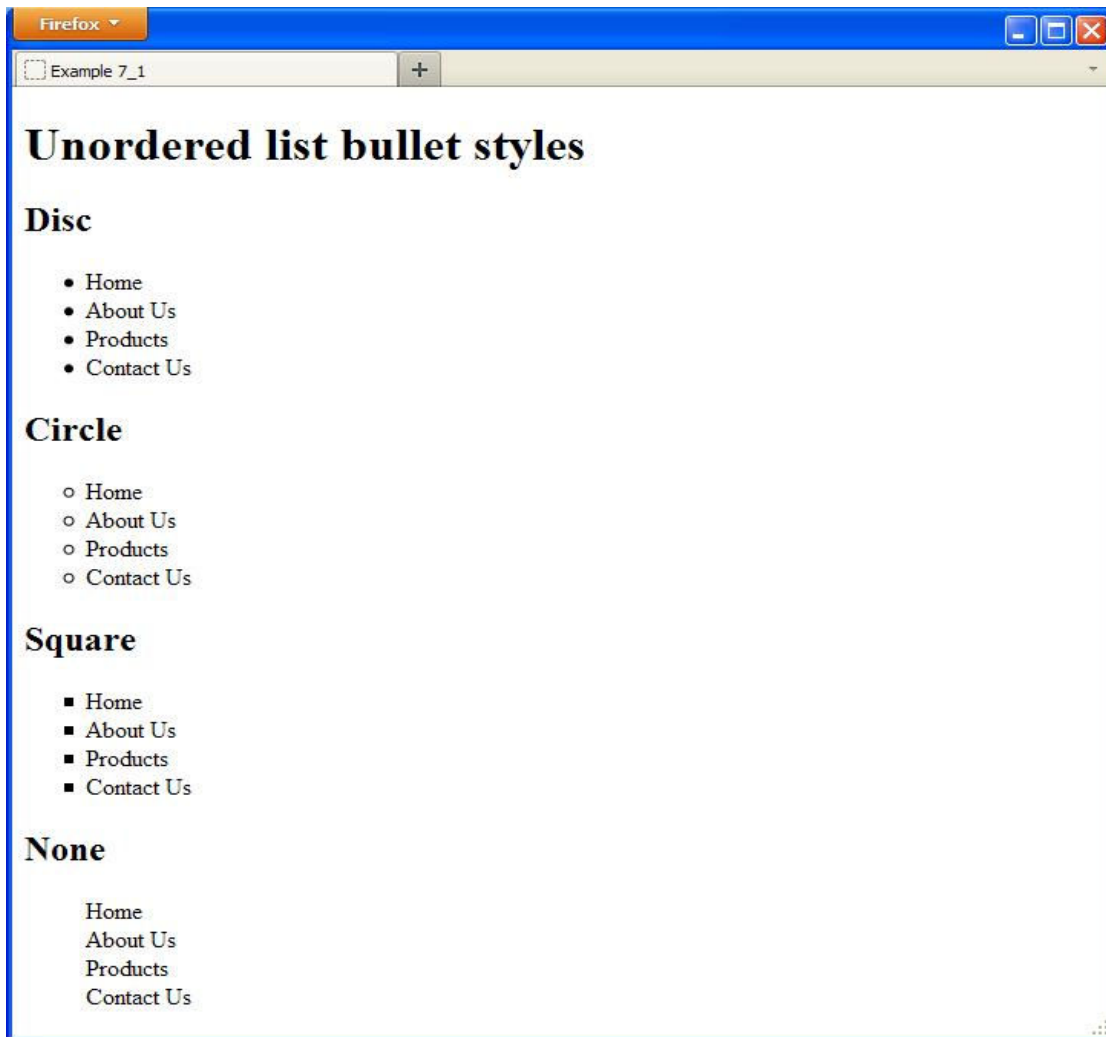 Firefox
Example 7_1
Unordered list bullet styles
Disc
• Home
• About Us
• Products
• Contact Us
Circle
○ Home
○ About Us
○ Products
○ Contact Us
Square
▪ Home
▪ About Us
▪ Products
▪ Contact Us
None
Home
About Us
Products
Contact Us